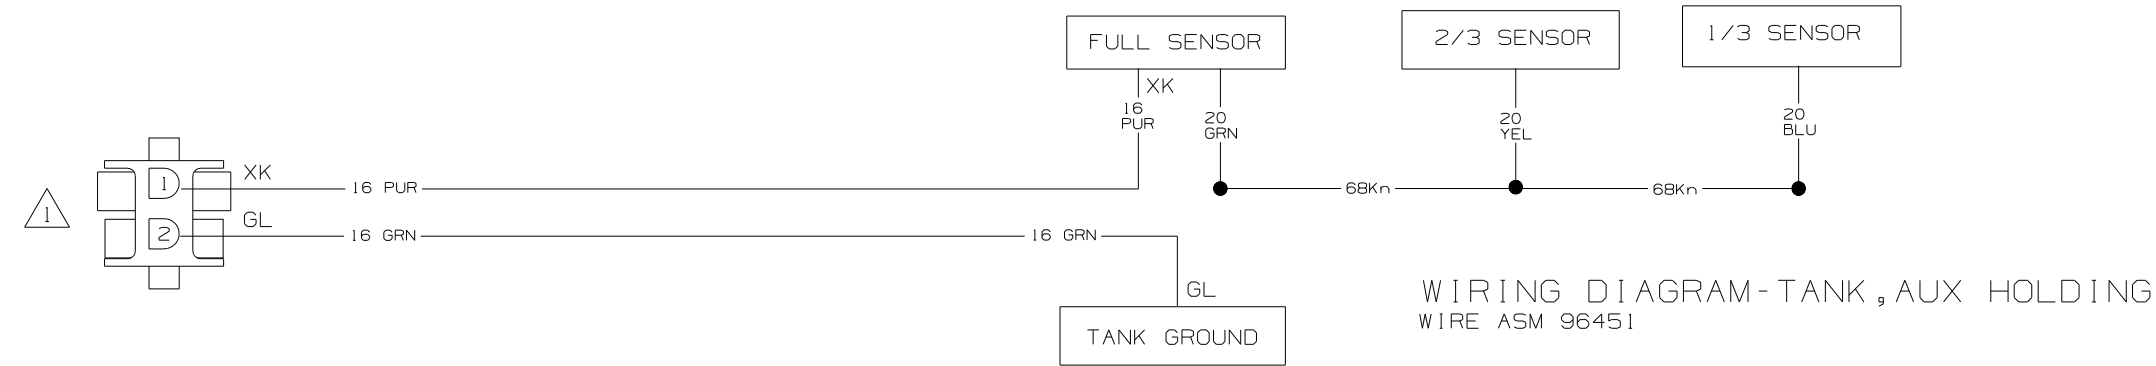 FULL SENSOR
2/3 SENSOR
1/3 SENSOR
XK
16
PUR
20
GRN
20
YEL
20
BLU
1
XK
1
16 PUR
68Kn
68Kn
GL
2
16 GRN
16 GRN
GL
TANK GROUND
WIRING DIAGRAM-TANK,AUX HOLDING
WIRE ASM 96451